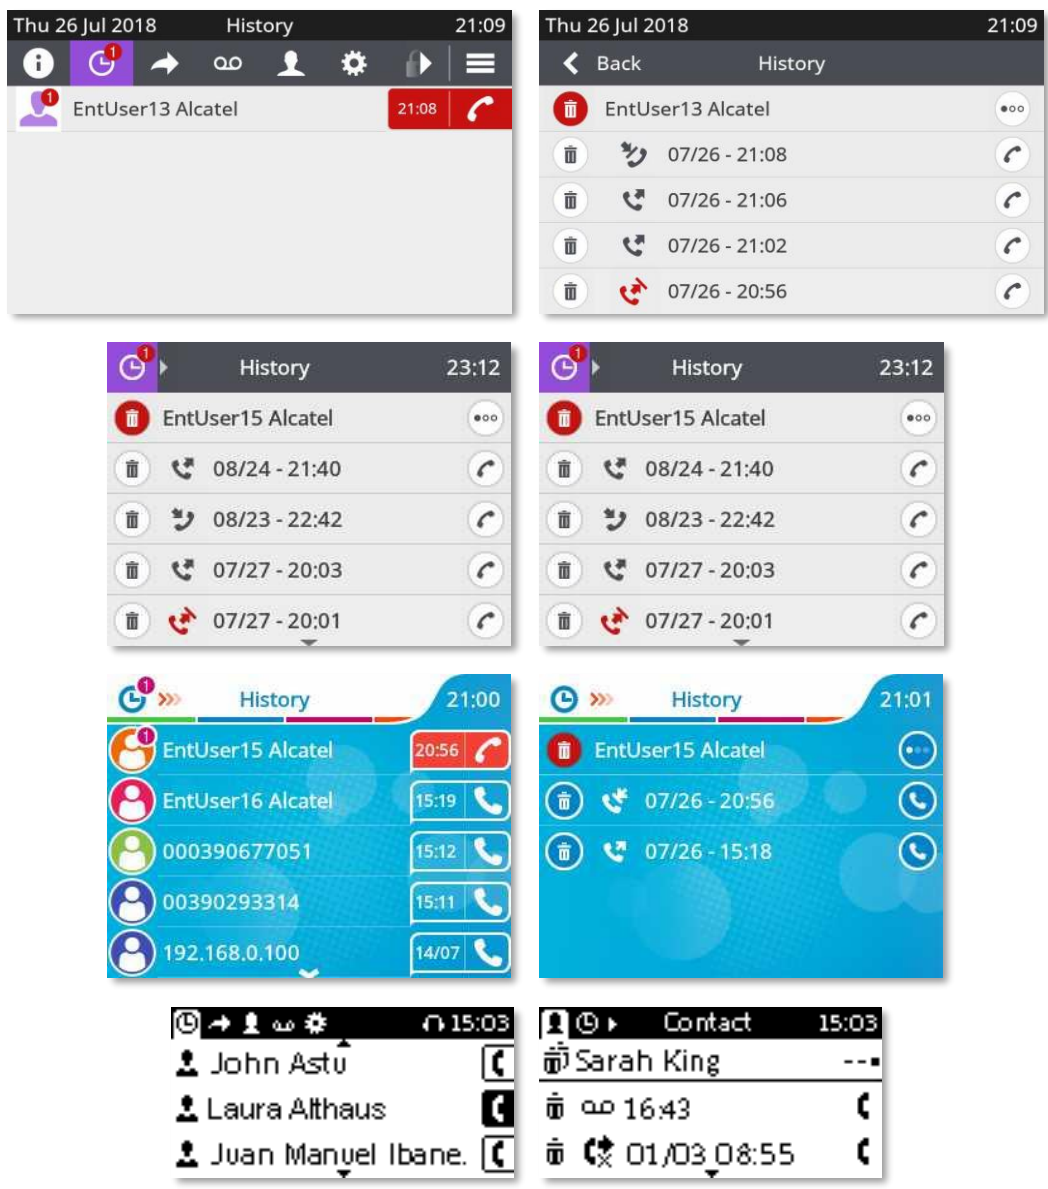 Thu 26 Jul 2018 History 21:09
1
1
EntUser13 Alcatel 21:08
Thu 26 Jul 2018 21:09
Back History
EntUser13 Alcatel
07/26 - 21:08
07/26 - 21:06
07/26 - 21:02
07/26 - 20:56
1 History 23:12
EntUser15 Alcatel
08/24 - 21:40
08/23 - 22:42
07/27 - 20:03
07/27 - 20:01
1 History 23:12
EntUser15 Alcatel
08/24 - 21:40
08/23 - 22:42
07/27 - 20:03
07/27 - 20:01
1 History 21:00
1
EntUser15 Alcatel 20:56
EntUser16 Alcatel 15:19
000390677051 15:12
00390293314 15:11
192.168.0.100 14/07
History 21:01
EntUser15 Alcatel
07/26 - 20:56
07/26 - 15:18
15:03
John Astu
Laura Althaus
Juan Manuel Ibane.
Contact 15:03
Sarah King
16:43
01/03 08:55